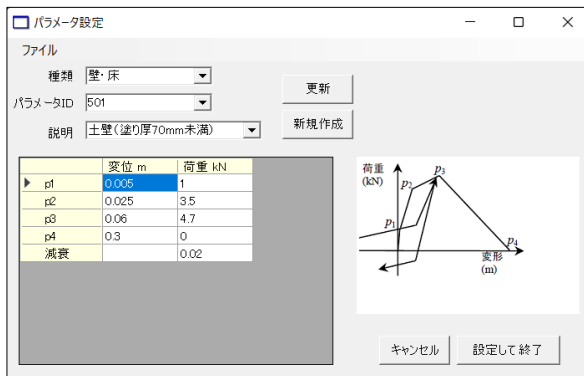 パラメータ設定
ファイル
種類 壁・床
更新
パラメータID 501
新規作成
説明 土壁(塗り厚70mm未満)
変位 m 荷重 kN
p1 0.005 1
p2 0.025 3.5
p3 0.06 4.7
p4 0.3 0
減衰 0.02
荷重
(kN)
p3
p2
p1
p4
変形
(m)
キャンセル 設定して終了